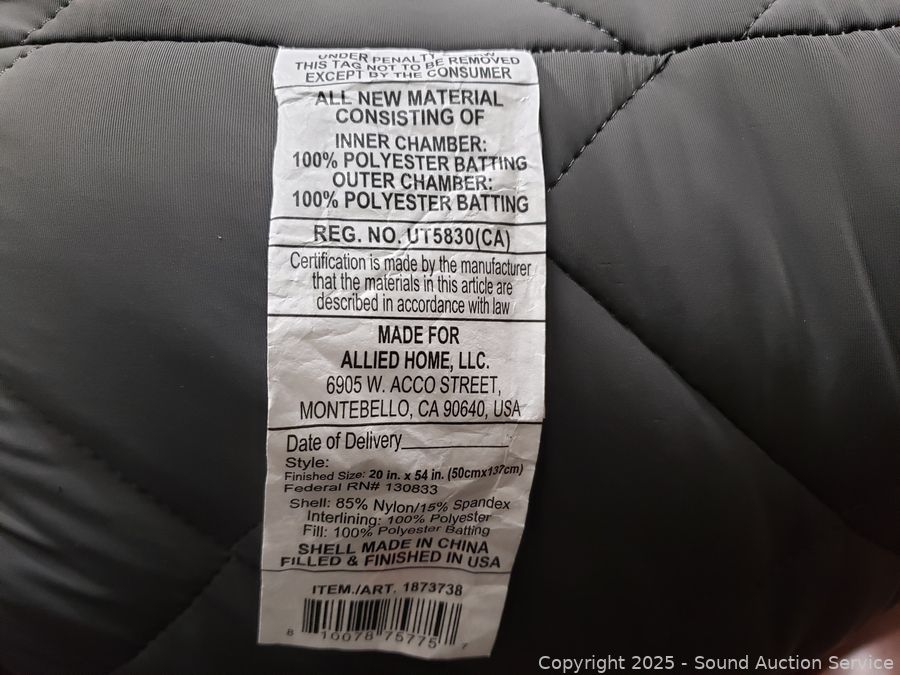 UNDER PENALTY OF LAW
THIS TAG NOT TO BE REMOVED
EXCEPT BY THE CONSUMER
ALL NEW MATERIAL
CONSISTING OF
INNER CHAMBER:
100% POLYESTER BATTING
OUTER CHAMBER:
100% POLYESTER BATTING
REG. NO. UT5830(CA)
Certification is made by the manufacturer
that the materials in this article are
described in accordance with law
MADE FOR
ALLIED HOME, LLC.
6905 W. ACCO STREET,
MONTEBELLO, CA 90640, USA
Date of Delivery
Style:
Finished Size: 20 in. x 54 in. (50cmx137cm)
Federal RN# 130833
Shell: 85% Nylon/15% Spandex
Interlining: 100% Polyester
Fill: 100% Polyester Batting
SHELL MADE IN CHINA
FILLED & FINISHED IN USA
ITEM./ART. 1873738
8 10078 75775 7
Copyright 2025 - Sound Auction Service